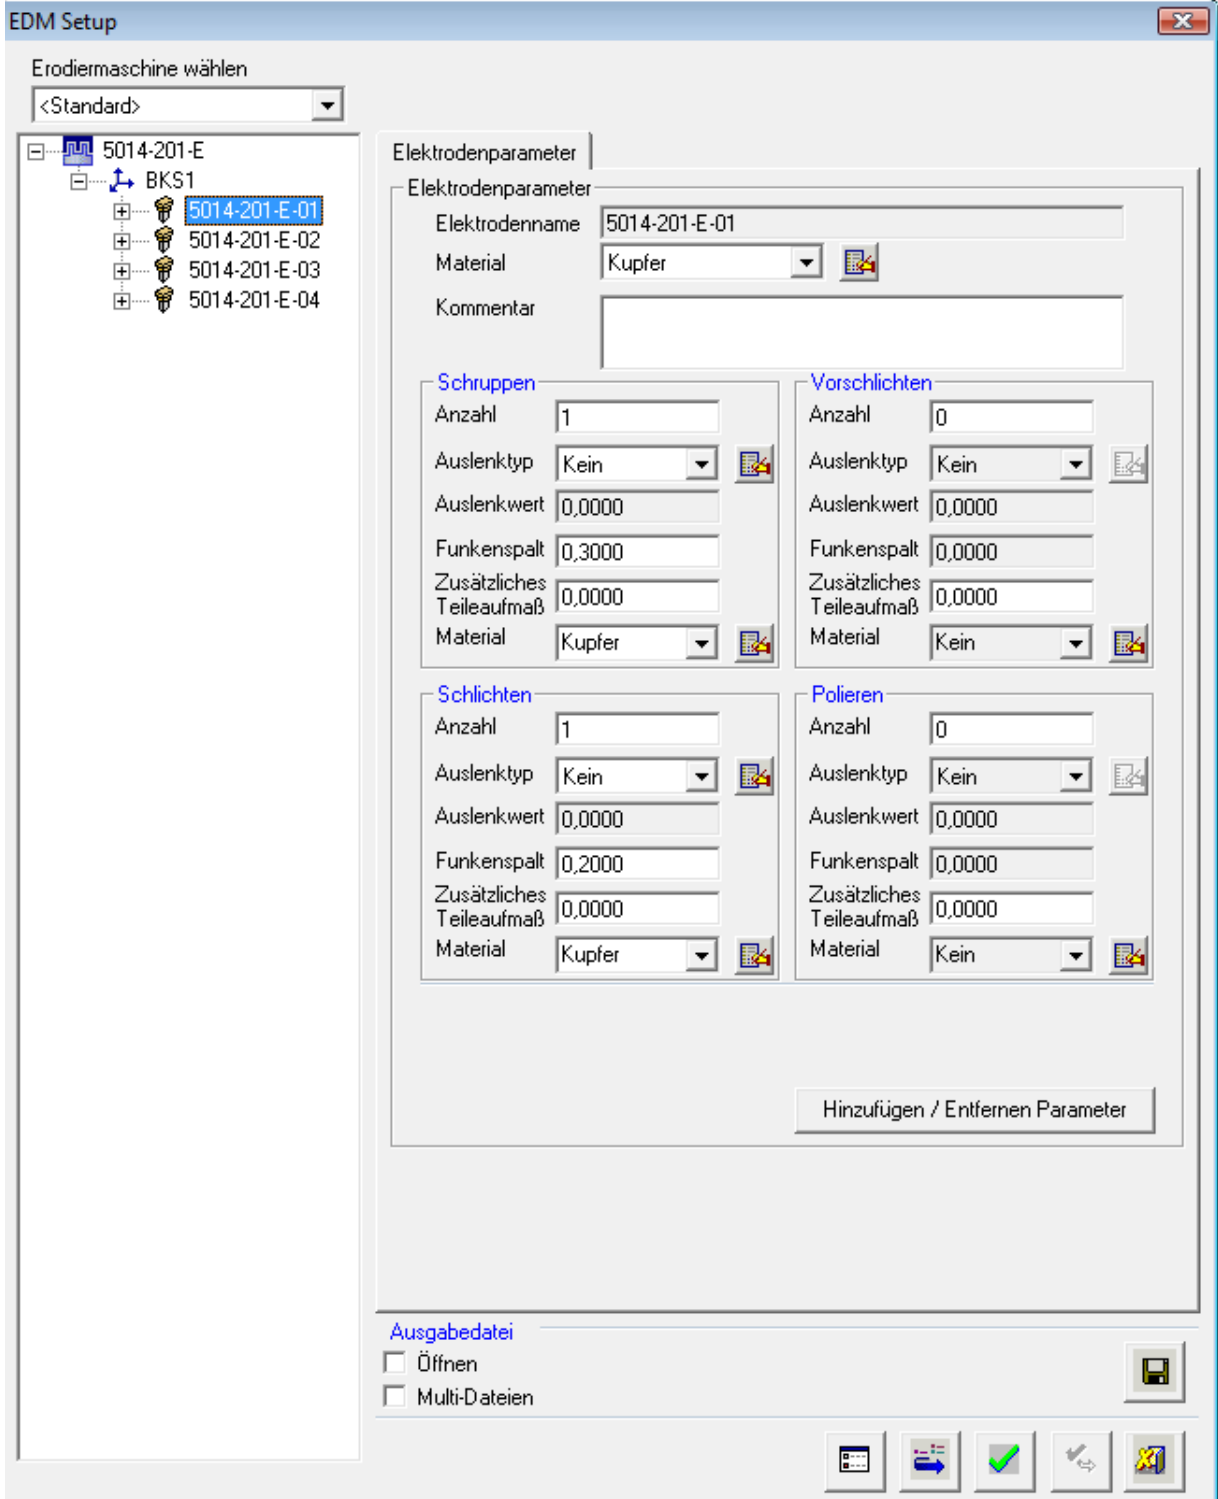 EDM Setup
Erodiermaschine wählen
<Standard>
5014-201-E
BKS1
5014-201-E-01
5014-201-E-02
5014-201-E-03
5014-201-E-04
Elektrodenparameter
Elektrodenparameter
Elektrodenname 5014-201-E-01
Material Kupfer
Kommentar
Schruppen
Anzahl 1
Auslenktyp Kein
Auslenkwert 0,0000
Funkenspalt 0,3000
Zusätzliches
Teileaufmaß 0,0000
Material Kupfer
Vorschlichten
Anzahl 0
Auslenktyp Kein
Auslenkwert 0,0000
Funkenspalt 0,0000
Zusätzliches
Teileaufmaß 0,0000
Material Kein
Schlichten
Anzahl 1
Auslenktyp Kein
Auslenkwert 0,0000
Funkenspalt 0,2000
Zusätzliches
Teileaufmaß 0,0000
Material Kupfer
Polieren
Anzahl 0
Auslenktyp Kein
Auslenkwert 0,0000
Funkenspalt 0,0000
Zusätzliches
Teileaufmaß 0,0000
Material Kein
Hinzufügen / Entfernen Parameter
Ausgabedatei
Öffnen
Multi-Dateien